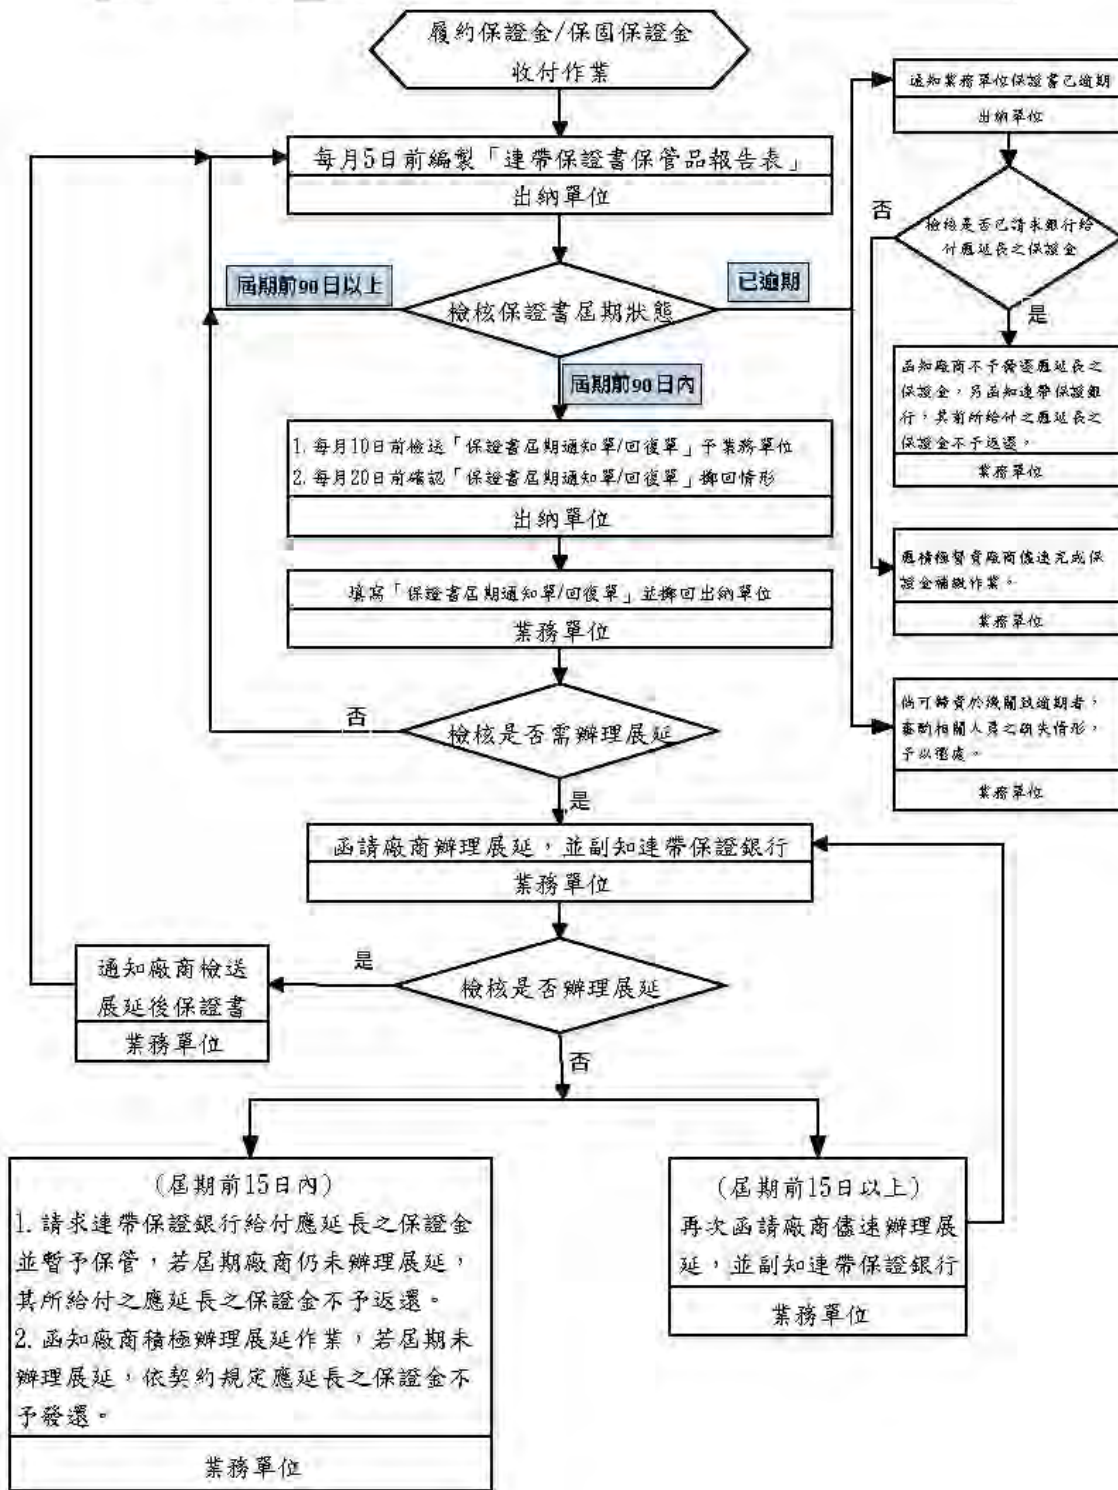 履約保證金/保固保證金
收付作業
每月5日前編製「連帶保證書保管品報告表」
出納單位
屆期前90日以上
檢核保證書屆期狀態
已逾期
屆期前90日內
1. 每月10日前檢送「保證書屆期通知單/回復單」予業務單位
2. 每月20日前確認「保證書屆期通知單/回復單」擲回情形
出納單位
填寫「保證書屆期通知單/回復單」並擲回出納單位
業務單位
否
檢核是否需辦理展延
是
函請廠商辦理展延，並副知連帶保證銀行
業務單位
檢核是否辦理展延
是
通知廠商檢送
展延後保證書
業務單位
否
(屆期前15日內)
1. 請求連帶保證銀行給付應延長之保證金
並暫予保管，若屆期廠商仍未辦理展延，
其所給付之應延長之保證金不予返還。
2. 函知廠商積極辦理展延作業，若屆期未
辦理展延，依契約規定應延長之保證金不
予發還。
業務單位
(屆期前15日以上)
再次函請廠商儘速辦理展
延，並副知連帶保證銀行
業務單位
通知業務單位保證書已逾期
出納單位
否
檢核是否已請求銀行給
付應延長之保證金
是
函知廠商不予發還應延長之
保證金，另函知連帶保證銀
行，其前所給付之應延長之
保證金不予返還。
業務單位
應積極督責廠商儘速完成保
證金補繳作業。
業務單位
倘可歸責於機關致逾期者，
審酌相關人員之疏失情形，
予以懲處。
業務單位